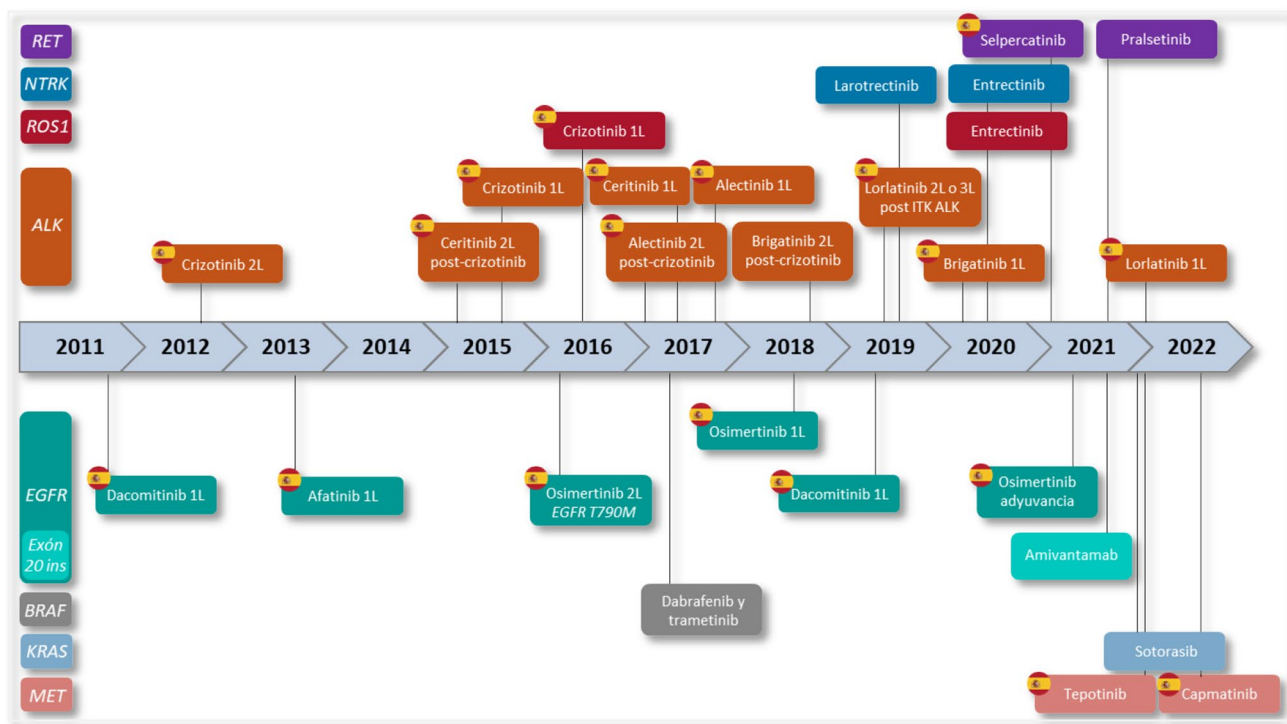 RET
Selpercatinib
Pralsetinib
NTRK
Larotrectinib
Entrectinib
ROS1
Crizotinib 1L
Entrectinib
ALK
Crizotinib 1L
Ceritinib 1L
Alectinib 1L
Lorlatinib 2L o 3L
post ITK ALK
Ceritinib 2L
post-crizotinib
Alectinib 2L
post-crizotinib
Brigatinib 2L
post-crizotinib
Crizotinib 2L
Brigatinib 1L
Lorlatinib 1L
2011
2012
2013
2014
2015
2016
2017
2018
2019
2020
2021
2022
EGFR
Osimertinib 1L
Dacomitinib 1L
Afatinib 1L
Osimertinib 2L
EGFR T790M
Dacomitinib 1L
Osimertinib
adyuvancia
Exón
20 ins
Amivantamab
BRAF
Dabrafenib y
trametinib
KRAS
Sotorasib
MET
Tepotinib
Capmatinib